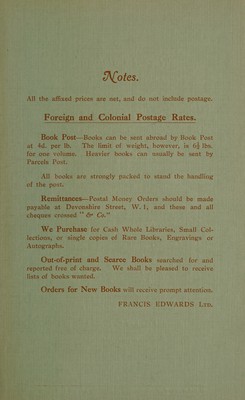 Notes.
All the affixed prices are net, and do not include postage.
Foreign and Colonial Postage Rates.
Book Post—Books can be sent abroad by Book Post
at 4d. per lb. The limit of weight, however, is 6½ lbs.
for one volume. Heavier books can usually be sent by
Parcels Post.
All books are strongly packed to stand the handling
of the post.
Remittances—Postal Money Orders should be made
payable at Devonshire Street, W. 1, and these and all
cheques crossed "& Co."
We Purchase for Cash Whole Libraries, Small Col-
lections, or single copies of Rare Books, Engravings or
Autographs.
Out-of-print and Scarce Books searched for and
reported free of charge. We shall be pleased to receive
lists of books wanted.
Orders for New Books will receive prompt attention.
FRANCIS EDWARDS LTD.